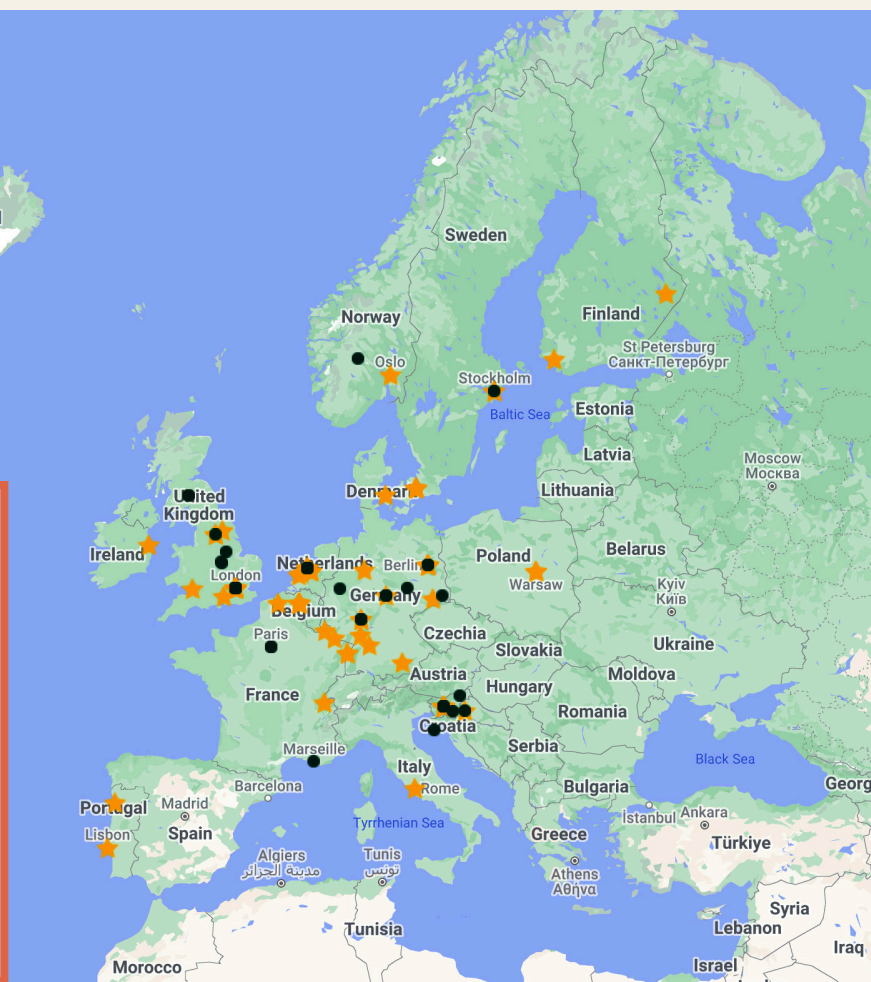 Sweden
Finland
Norway
Oslo
St Petersburg
Санкт-Петербург
Stockholm
Baltic Sea
Estonia
Latvia
Moscow
Москва
Lithuania
Denmark
United
Kingdom
Ireland
Netherlands
Berlin
Poland
Belarus
London
Warsaw
Germany
Kyiv
Київ
Belgium
Paris
Czechia
Ukraine
Slovakia
Austria
Moldova
France
Hungary
Romania
Croatia
Serbia
Marseille
Italy
Black Sea
Barcelona
Rome
Bulgaria
Georg
Portugal
Madrid
İstanbul
Ankara
Tyrrhenian Sea
Lisbon
Spain
Greece
Türkiye
Algiers
مدينة الجزائر
Tunis
تونس
Athens
Αθήνα
Syria
Lebanon
Tunisia
Iraq
Morocco
Israel